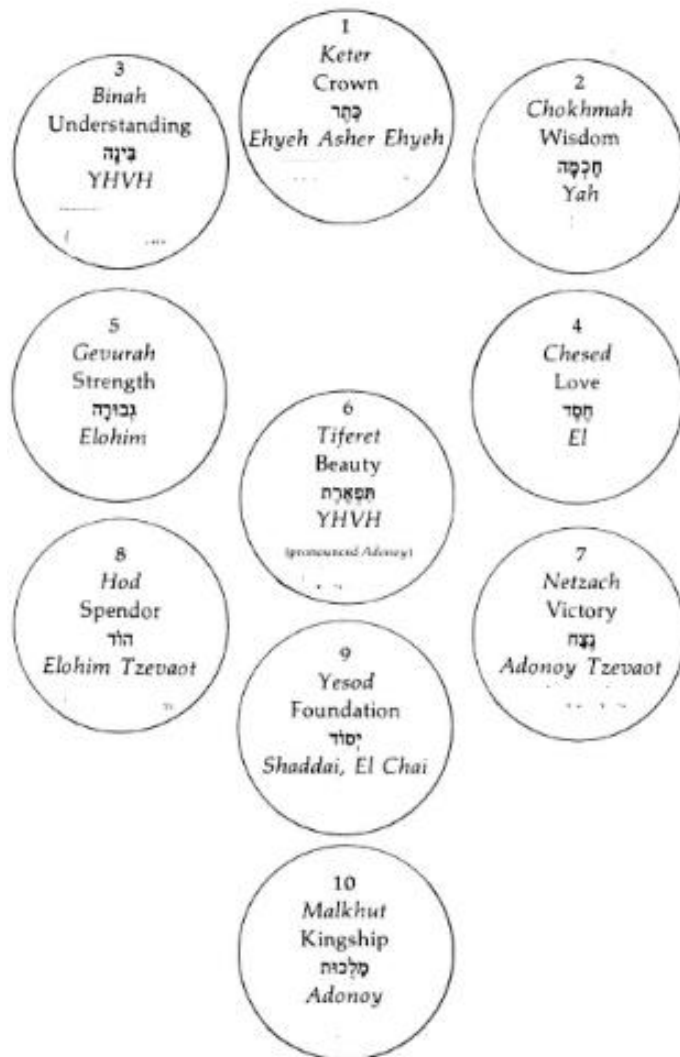 1
Keter
Crown
כֶּתֶר
Ehyeh Asher Ehyeh
2
Chokhmah
Wisdom
חָכְמָה
Yah
3
Binah
Understanding
בִּינָה
YHVH
4
Chesed
Love
חֶסֶד
El
5
Gevurah
Strength
גְבוּרָה
Elohim
6
Tiferet
Beauty
תִּפְאֶרֶת
YHVH
(pronounced Adonoy)
7
Netzach
Victory
נֶצַח
Adonoy Tzevaot
8
Hod
Spendor
הוֹד
Elohim Tzevaot
9
Yesod
Foundation
יְסוֹד
Shaddai, El Chai
10
Malkhut
Kingship
מַלְכוּת
Adonoy